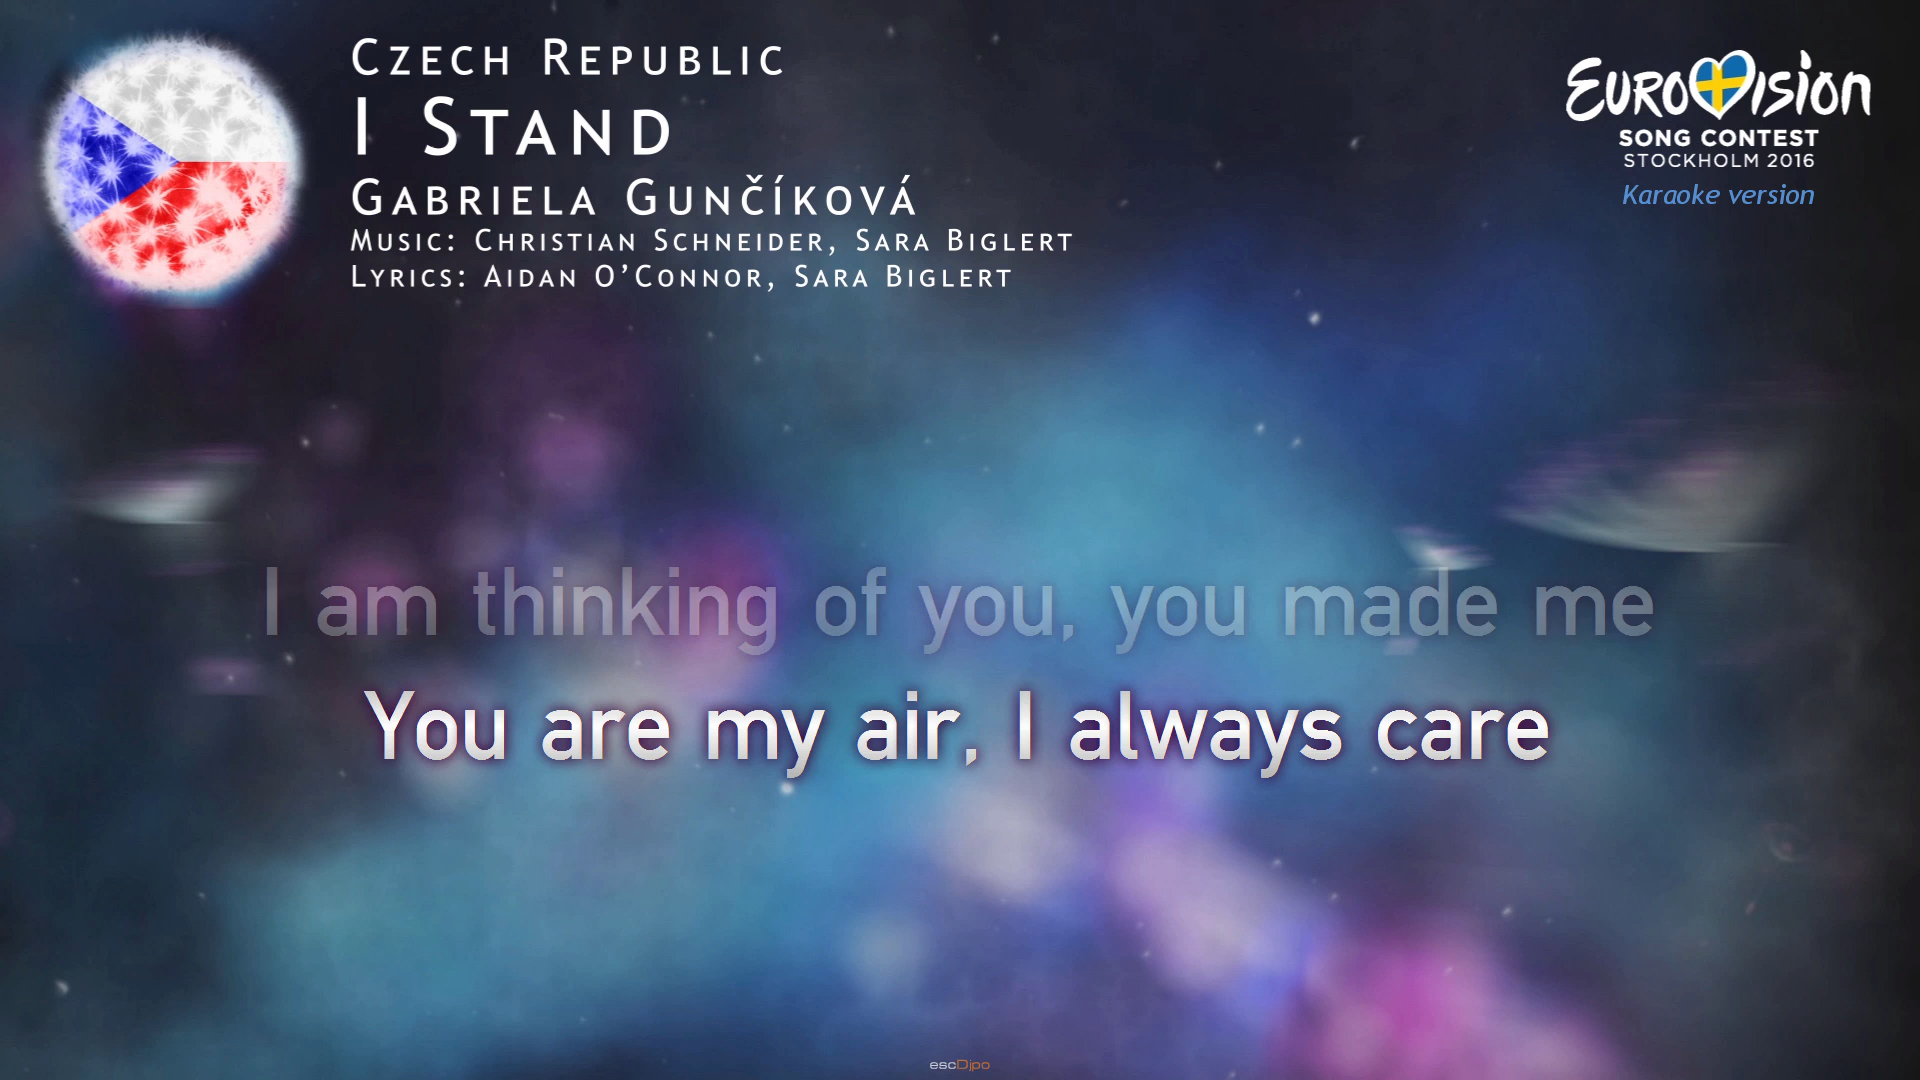 Czech Republic
I Stand
Gabriela Gunčíková
Music: Christian Schneider, Sara Biglert
Lyrics: Aidan O’Connor, Sara Biglert
EUROVISION
SONG CONTEST
STOCKHOLM 2016
Karaoke version
I am thinking of you, you made me
You are my air, I always care
escDjpo